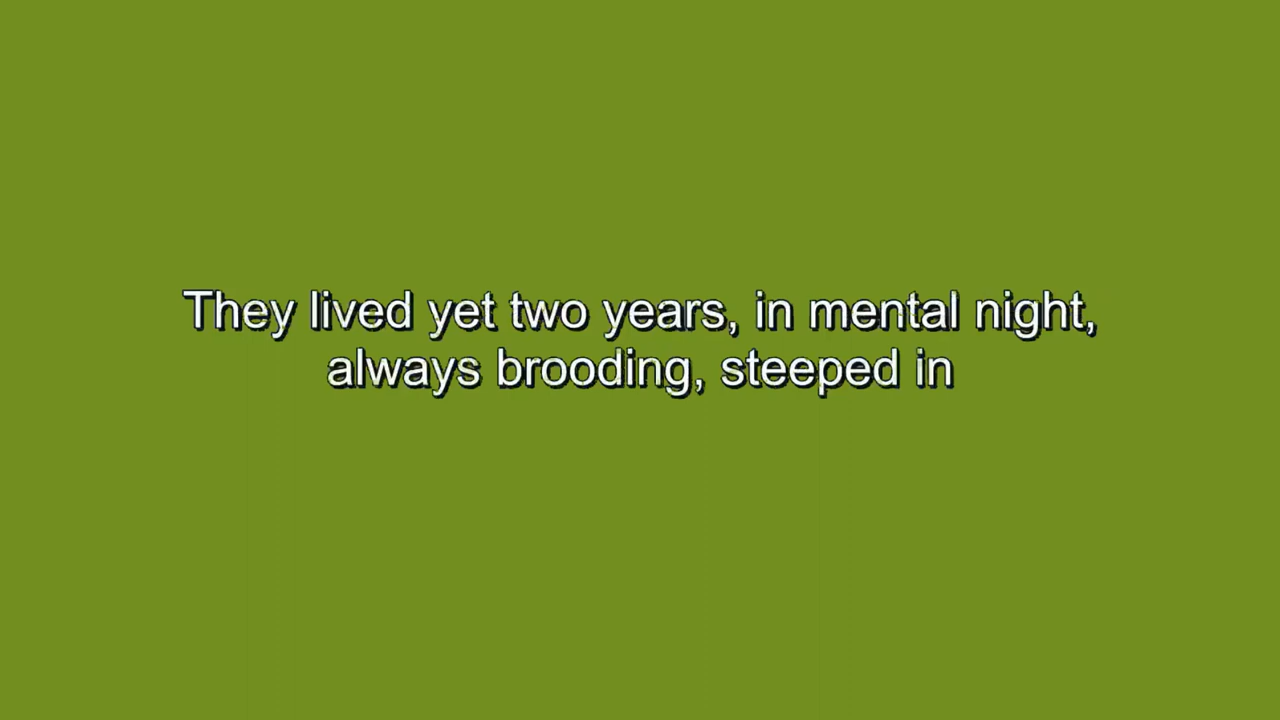 They lived yet two years, in mental night,
always brooding, steeped in